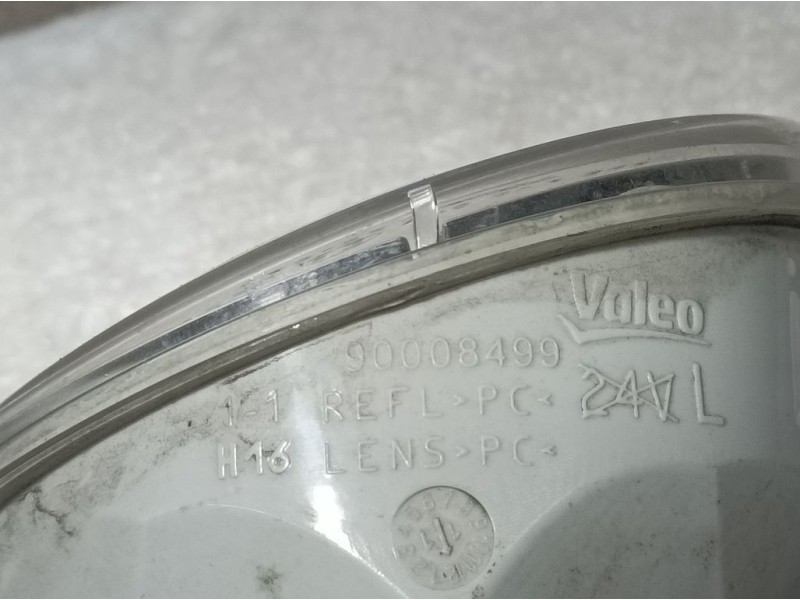 Valeo
90008499
1-1 REFL >PC< 24V L
H16 LENS >PC<